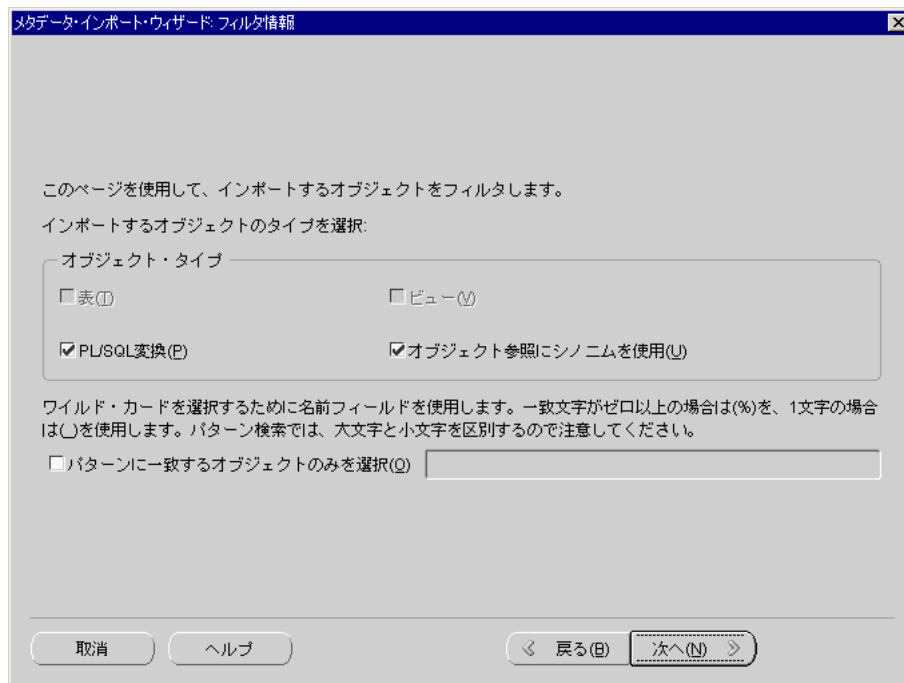 メタデータ・インポート・ウィザード: フィルタ情報
このページを使用して、インポートするオブジェクトをフィルタします。
インポートするオブジェクトのタイプを選択:
オブジェクト・タイプ
表(T)
ビュー(V)
PL/SQL変換(P)
オブジェクト参照にシノニムを使用(U)
ワイルド・カードを選択するために名前フィールドを使用します。一致文字がゼロ以上の場合は(%)を、1文字の場合
は(_)を使用します。パターン検索では、大文字と小文字を区別するので注意してください。
パターンに一致するオブジェクトのみを選択(O)
取消
ヘルプ
戻る(B)
次へ(N)